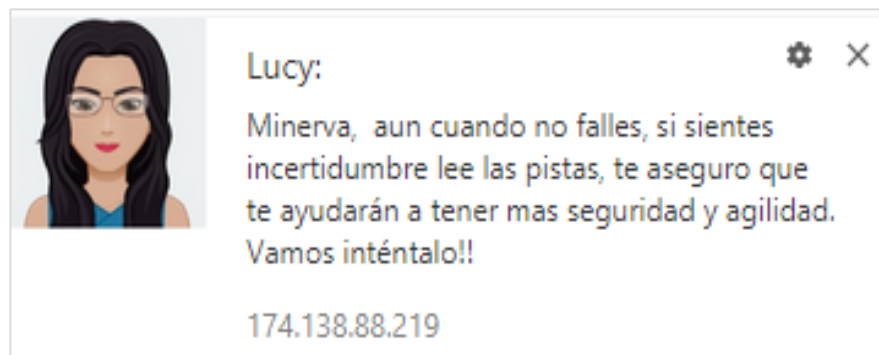 Lucy:
Minerva,  aun cuando no falles, si sientes
incertidumbre lee las pistas, te aseguro que
te ayudarán a tener mas seguridad y agilidad.
Vamos inténtalo!!
174.138.88.219